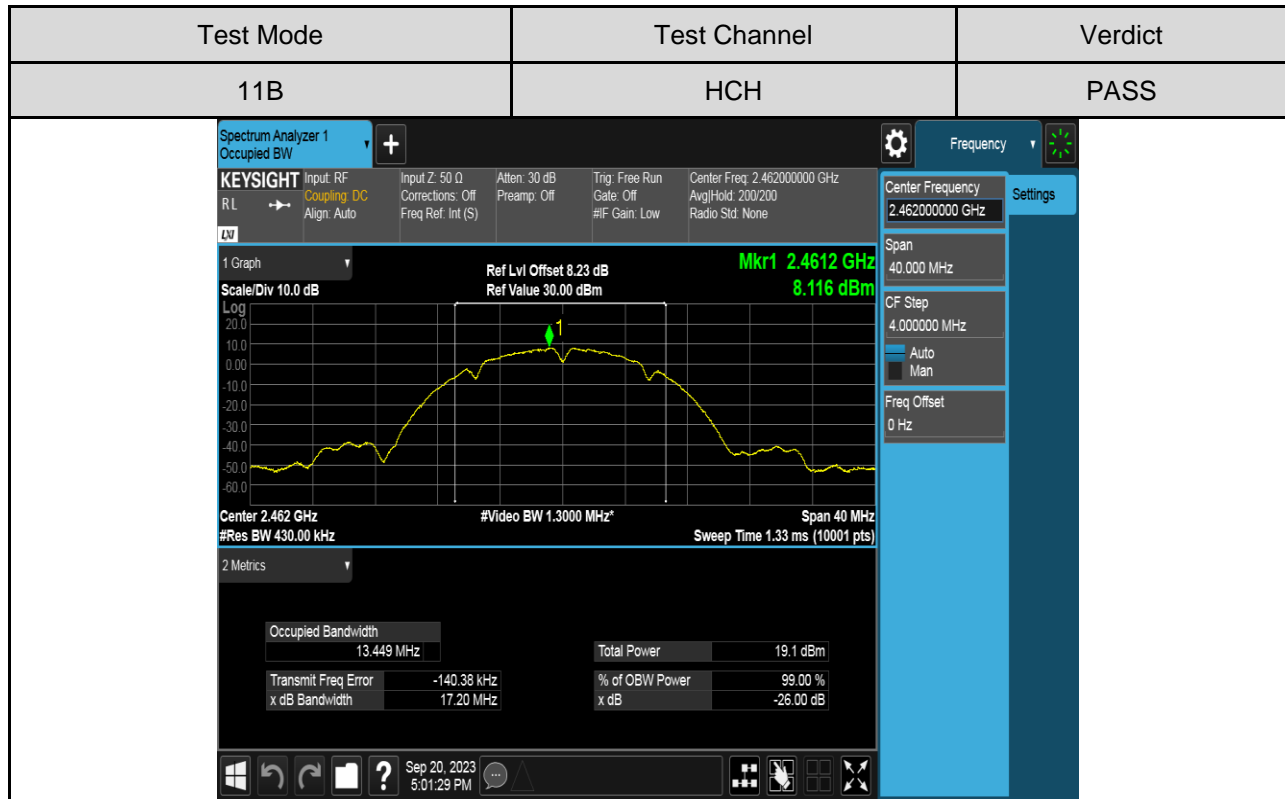 Test Mode Test Channel Verdict
11B HCH PASS
Spectrum Analyzer 1
Occupied BW
+
Frequency
KEYSIGHT
RL
LXI
Input: RF
Coupling: DC
Align: Auto
Input Z: 50 Ω
Corrections: Off
Freq Ref: Int (S)
Atten: 30 dB
Preamp: Off
Trig: Free Run
Gate: Off
#IF Gain: Low
Center Freq: 2.462000000 GHz
Avg|Hold: 200/200
Radio Std: None
1 Graph
Scale/Div 10.0 dB
Ref Lvl Offset 8.23 dB
Ref Value 30.00 dBm
Mkr1 2.4612 GHz
8.116 dBm
Log
20.0
10.0
0.00
-10.0
-20.0
-30.0
-40.0
-50.0
-60.0
1
Center 2.462 GHz
#Res BW 430.00 kHz
#Video BW 1.3000 MHz*
Span 40 MHz
Sweep Time 1.33 ms (10001 pts)
2 Metrics
Occupied Bandwidth
13.449 MHz
Transmit Freq Error -140.38 kHz
x dB Bandwidth 17.20 MHz
Total Power 19.1 dBm
% of OBW Power 99.00 %
x dB -26.00 dB
Center Frequency
2.462000000 GHz
Settings
Span
40.000 MHz
CF Step
4.000000 MHz
Auto
Man
Freq Offset
0 Hz
?
Sep 20, 2023
5:01:29 PM